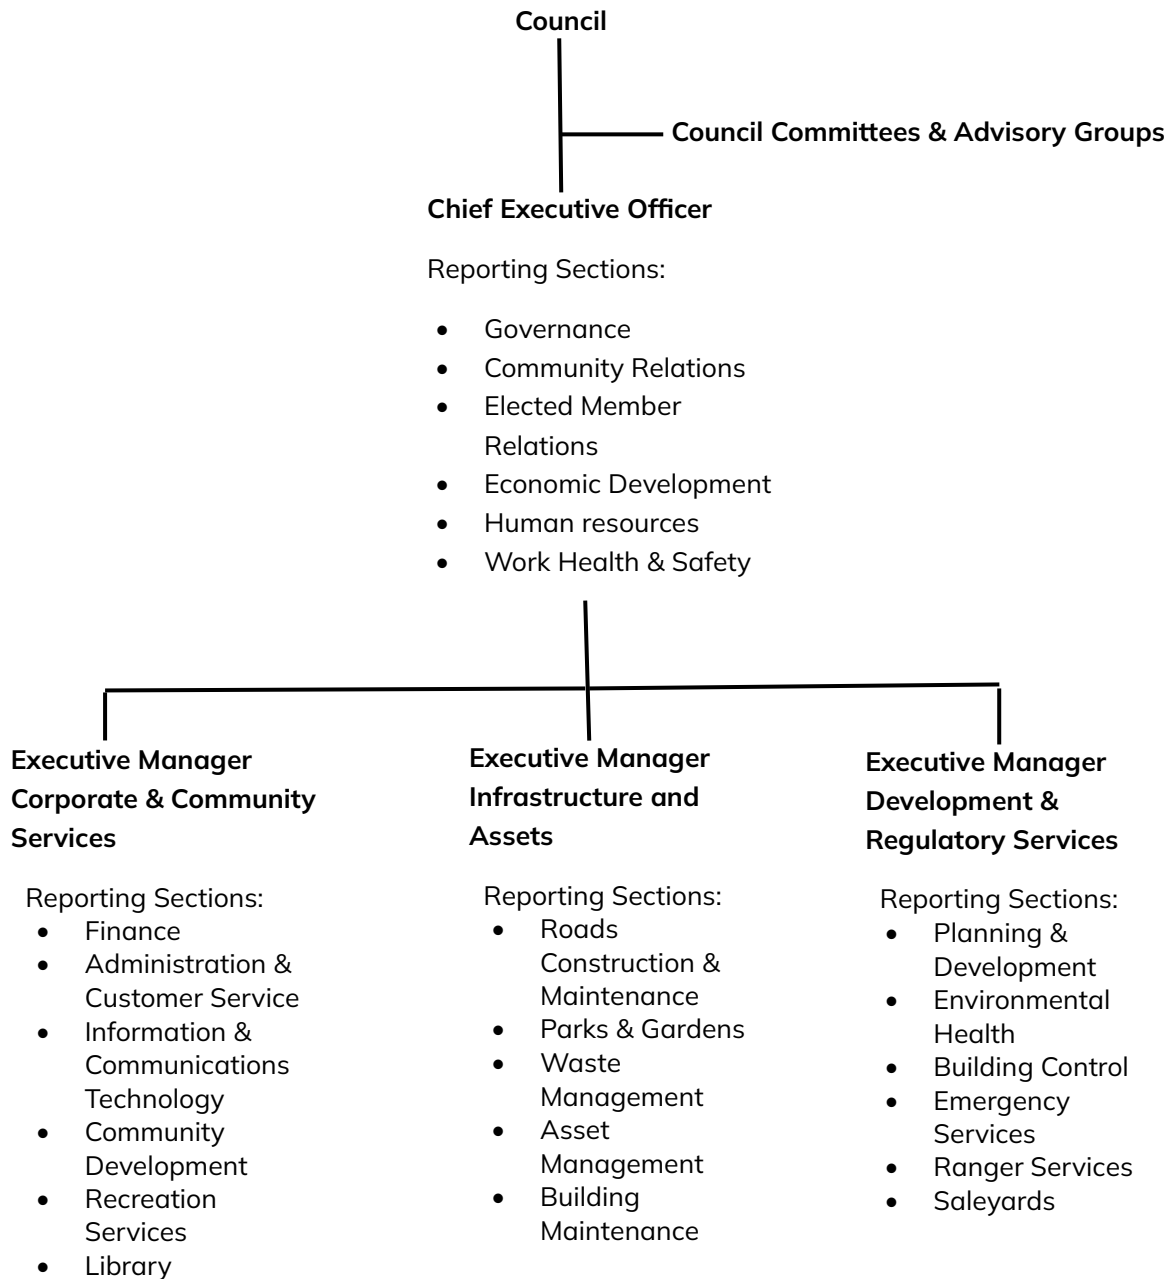 Council
Council Committees & Advisory Groups
Chief Executive Officer
Reporting Sections:
• Governance
• Community Relations
• Elected Member
Relations
• Economic Development
• Human resources
• Work Health & Safety
Executive Manager
Corporate & Community
Services
Reporting Sections:
• Finance
• Administration &
Customer Service
• Information &
Communications
Technology
• Community
Development
• Recreation
Services
• Library
Executive Manager
Infrastructure and
Assets
Reporting Sections:
• Roads
Construction &
Maintenance
• Parks & Gardens
• Waste
Management
• Asset
Management
• Building
Maintenance
Executive Manager
Development &
Regulatory Services
Reporting Sections:
• Planning &
Development
• Environmental
Health
• Building Control
• Emergency
Services
• Ranger Services
• Saleyards